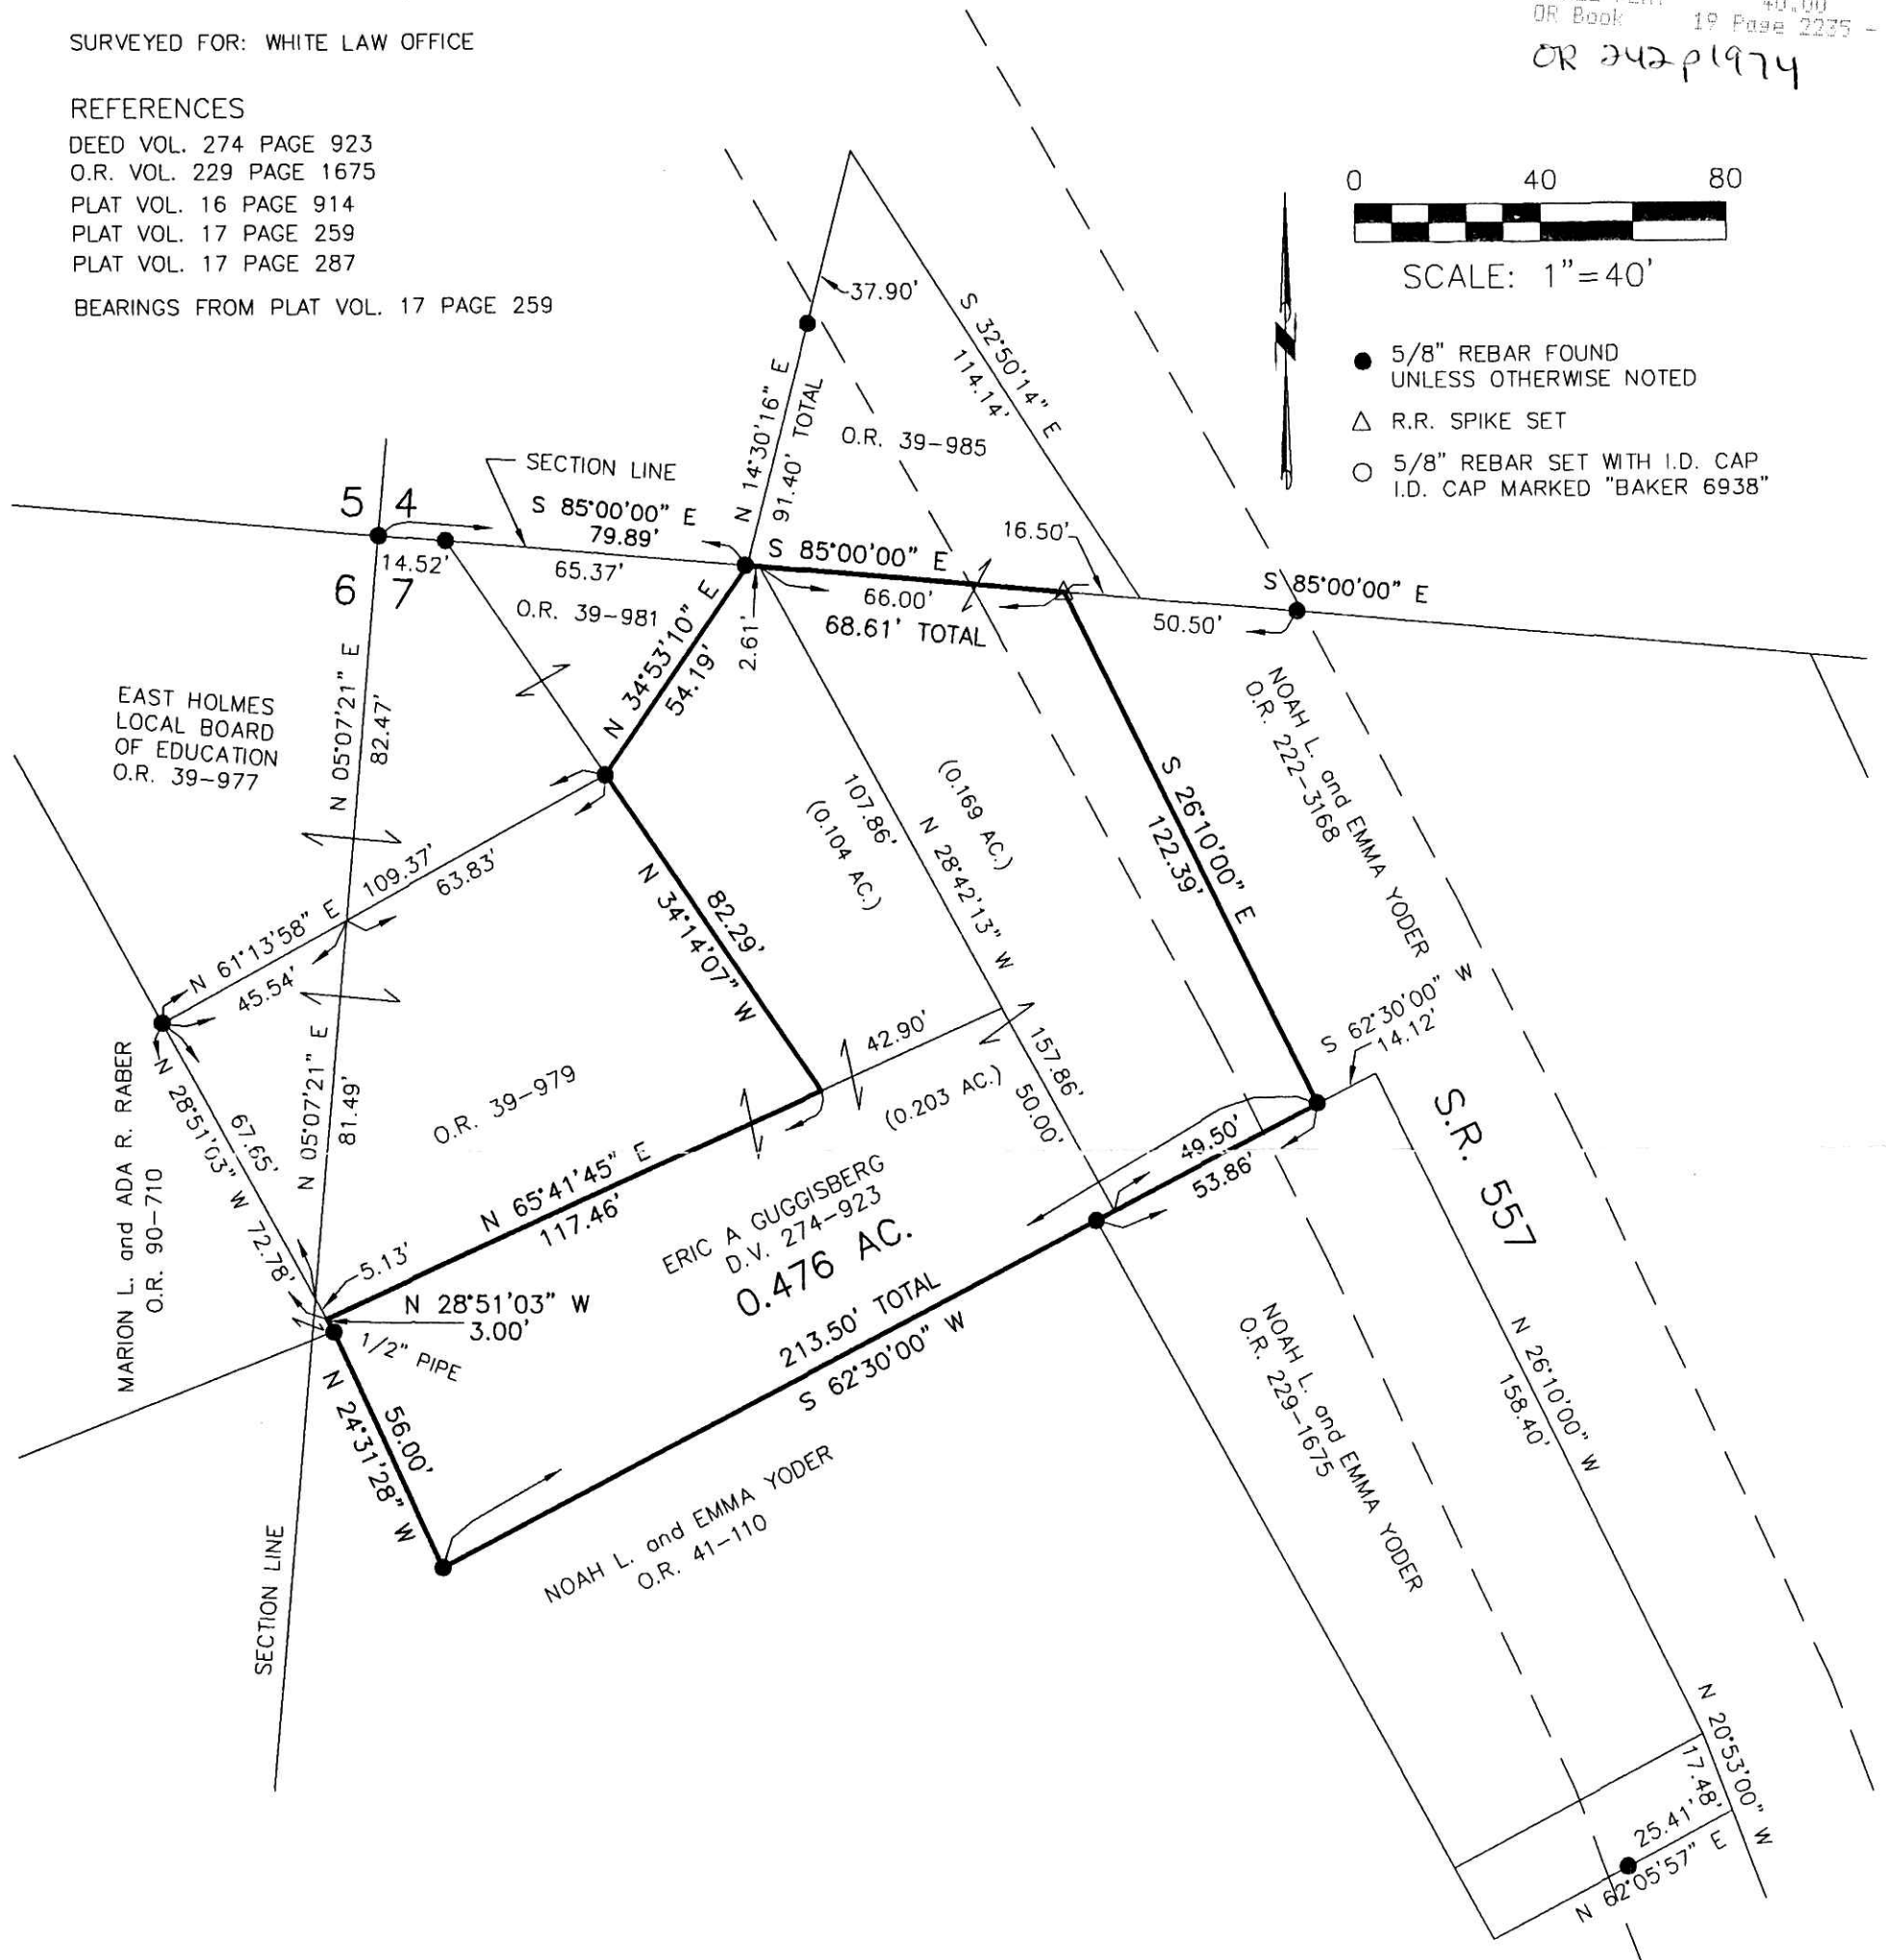 40.00
OR Book 19 Page 2235 -
OR 242 p1974
SURVEYED FOR: WHITE LAW OFFICE
REFERENCES
DEED VOL. 274 PAGE 923
O.R. VOL. 229 PAGE 1675
PLAT VOL. 16 PAGE 914
PLAT VOL. 17 PAGE 259
PLAT VOL. 17 PAGE 287
BEARINGS FROM PLAT VOL. 17 PAGE 259
0 40 80
SCALE: 1"=40'
5/8" REBAR FOUND
UNLESS OTHERWISE NOTED
R.R. SPIKE SET
5/8" REBAR SET WITH I.D. CAP
I.D. CAP MARKED "BAKER 6938"
37.90'
S 32°50'14" E
114.14'
N 14°30'16" E
91.40' TOTAL
O.R. 39-985
SECTION LINE
5 4
6 7
S 85°00'00" E
79.89'
14.52'
65.37'
S 85°00'00" E
66.00'
68.61' TOTAL
16.50'
S 85°00'00" E
50.50'
O.R. 39-981
2.61'
N 34°53'10" E
54.19'
EAST HOLMES
LOCAL BOARD
OF EDUCATION
O.R. 39-977
N 05°07'21" E
82.47'
NOAH L. and EMMA YODER
O.R. 222-3168
S 26°10'00" E
122.39'
(0.169 AC.)
N 28°42'13" W
107.86'
(0.104 AC.)
109.37'
63.83'
N 61°13'58" E
45.54'
82.29'
N 34°14'07" W
42.90'
157.86'
50.00'
(0.203 AC.)
S 62°30'00" W
14.12'
S.R. 557
49.50'
53.86'
MARION L. and ADA R. RABER
O.R. 90-710
67.65'
N 28°51'03" W 72.78'
N 05°07'21" E
81.49'
O.R. 39-979
N 65°41'45" E
117.46'
5.13'
N 28°51'03" W
3.00'
1/2" PIPE
56.00'
N 24°31'28" W
ERIC A GUGGISBERG
D.V. 274-923
0.476 AC.
213.50' TOTAL
S 62°30'00" W
NOAH L. and EMMA YODER
O.R. 41-110
SECTION LINE
NOAH L. and EMMA YODER
O.R. 229-1675
N 26°10'00" W
158.40'
N 20°53'00" W
17.48'
25.41'
N 62°05'57" E